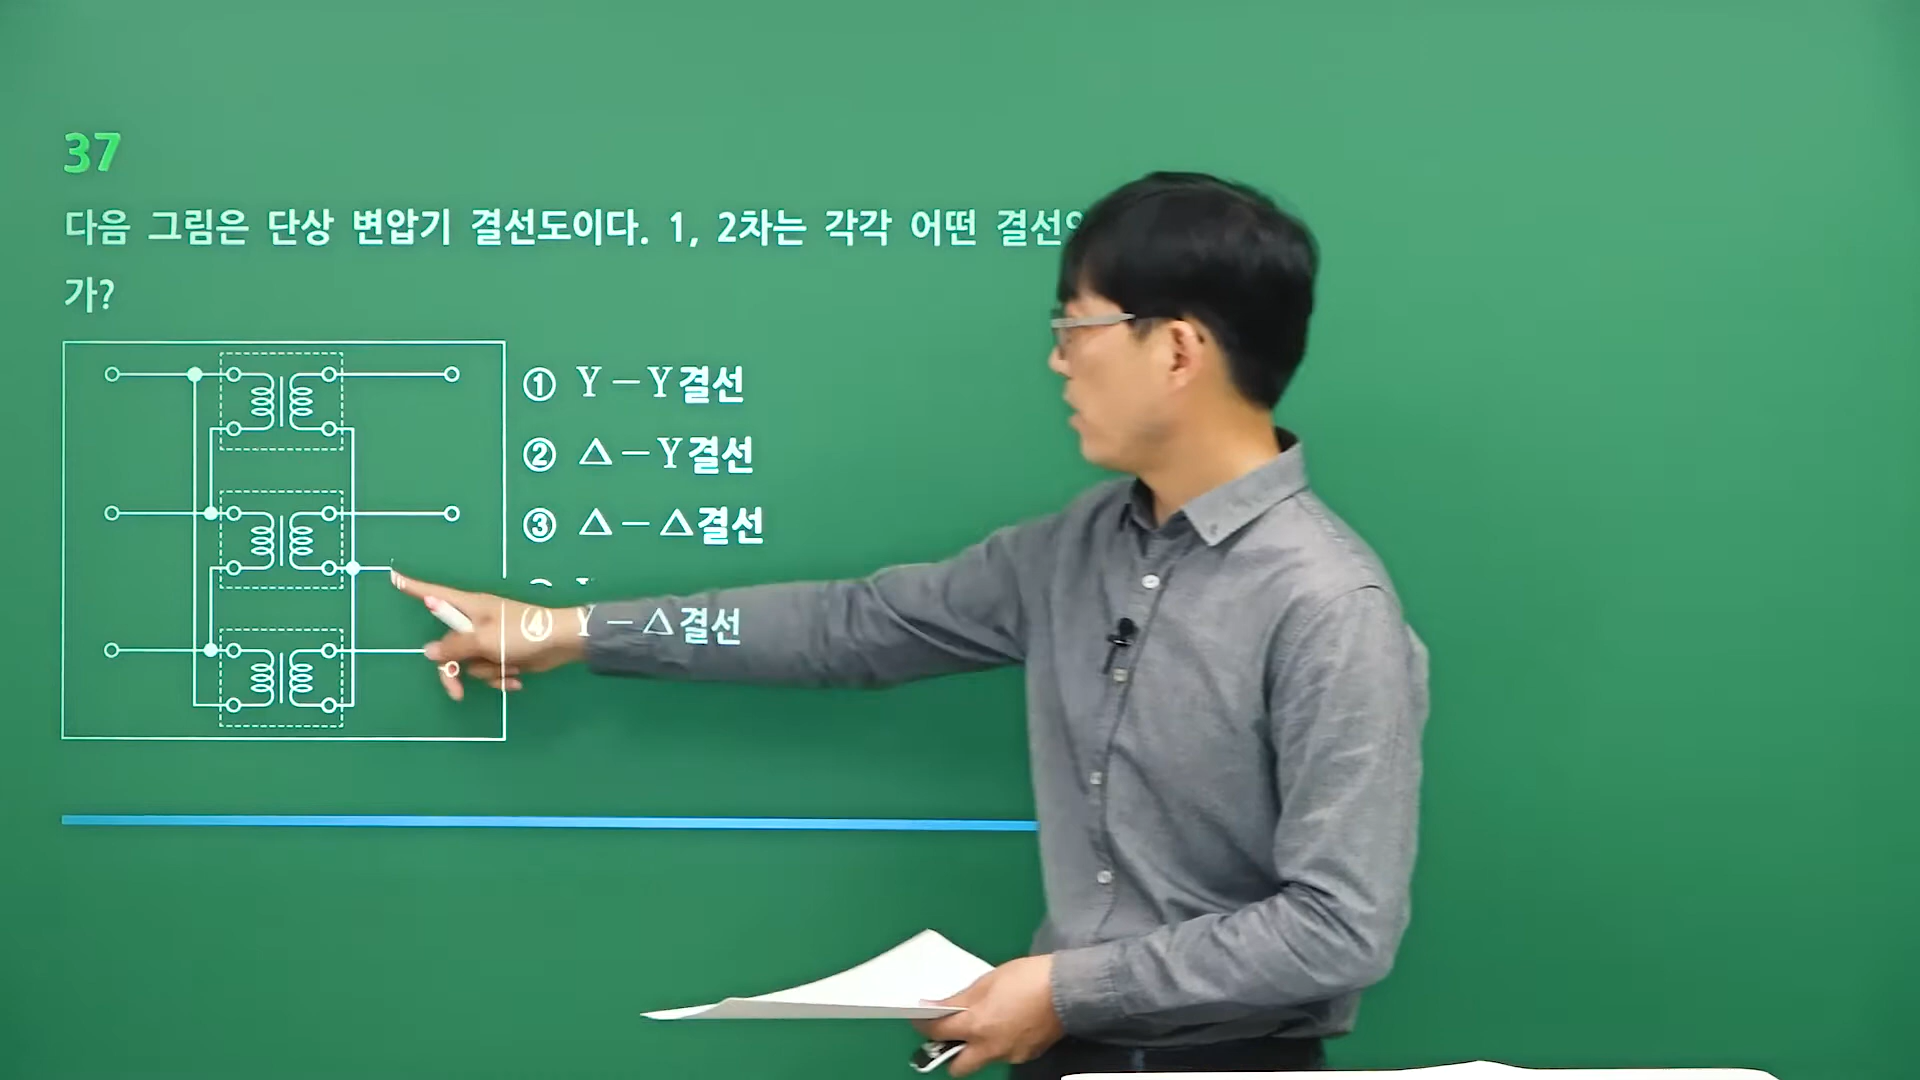 37
다음 그림은 단상 변압기 결선도이다. 1, 2차는 각각 어떤
가?
① Y－Y결선
② △－Y결선
③ △－△결선
④ Y－△결선